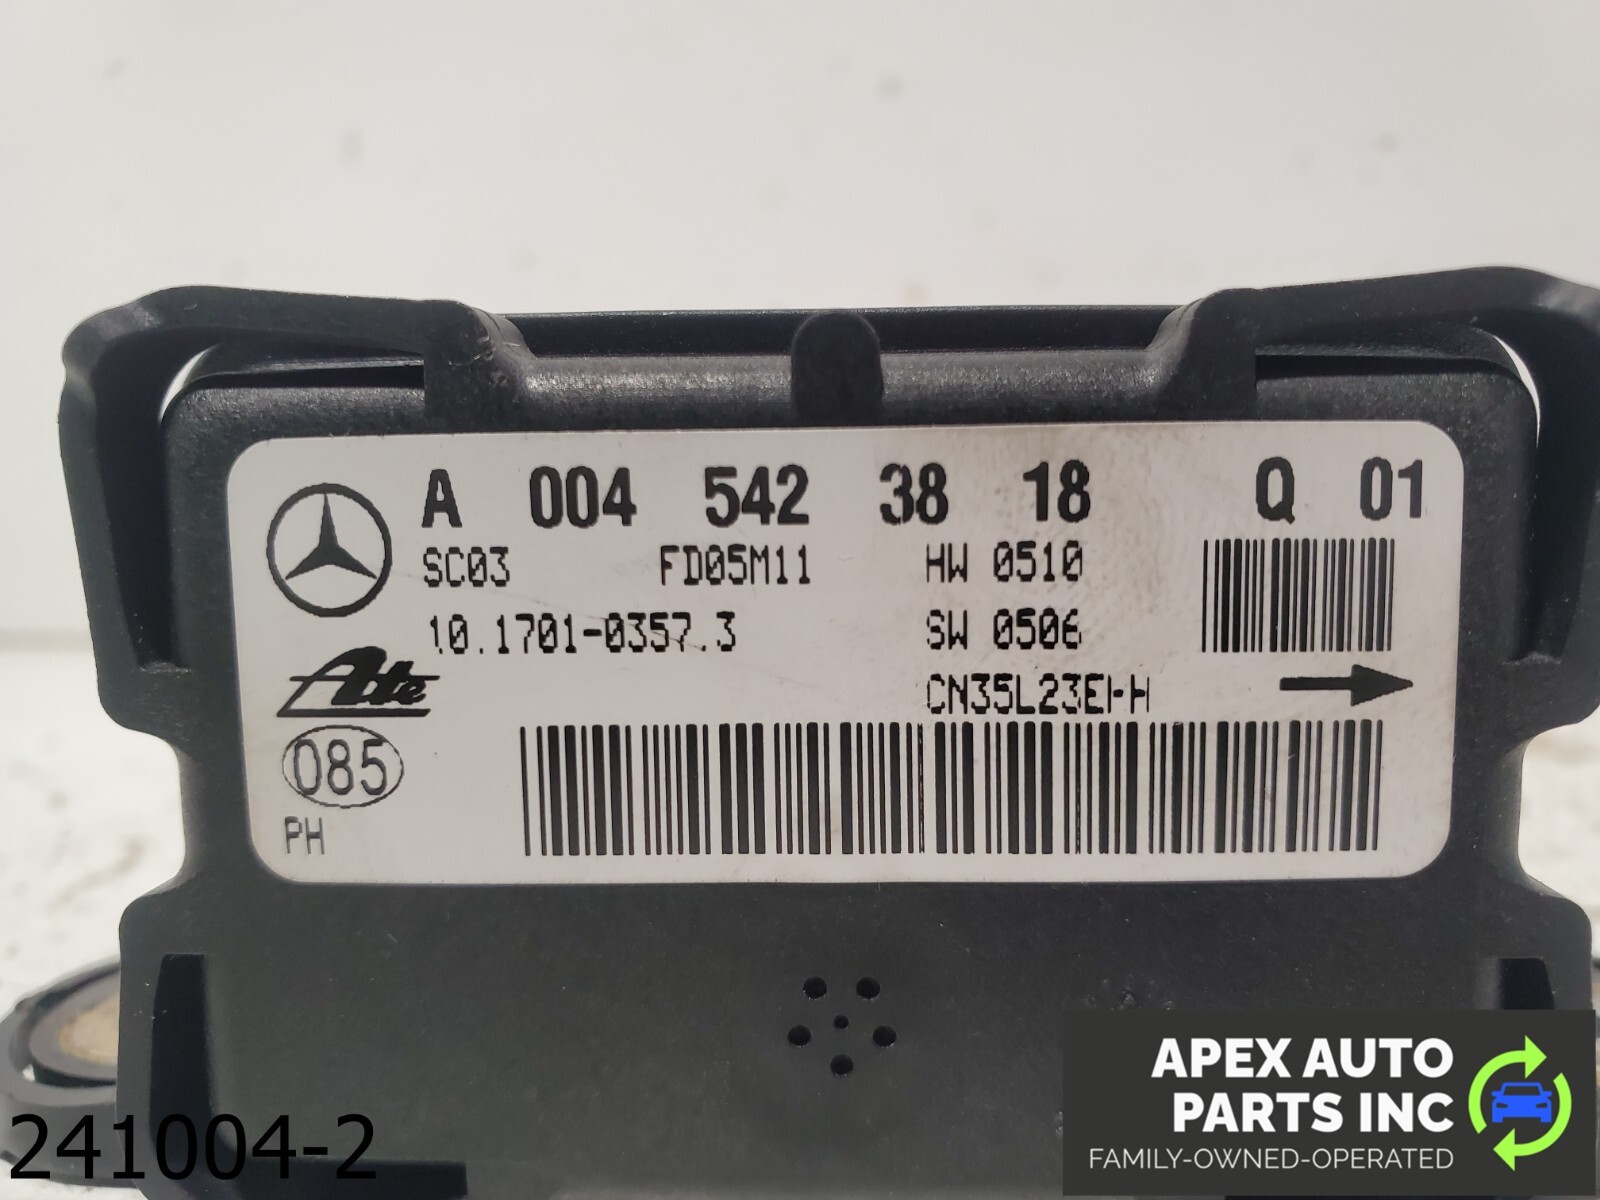 A 004 542 38 18 Q 01
SC03 FD05M11 HW 0510
10.1701-0357.3 SW 0506
Ate
085
PH
241004-2
APEX AUTO
PARTS INC
FAMILY-OWNED-OPERATED